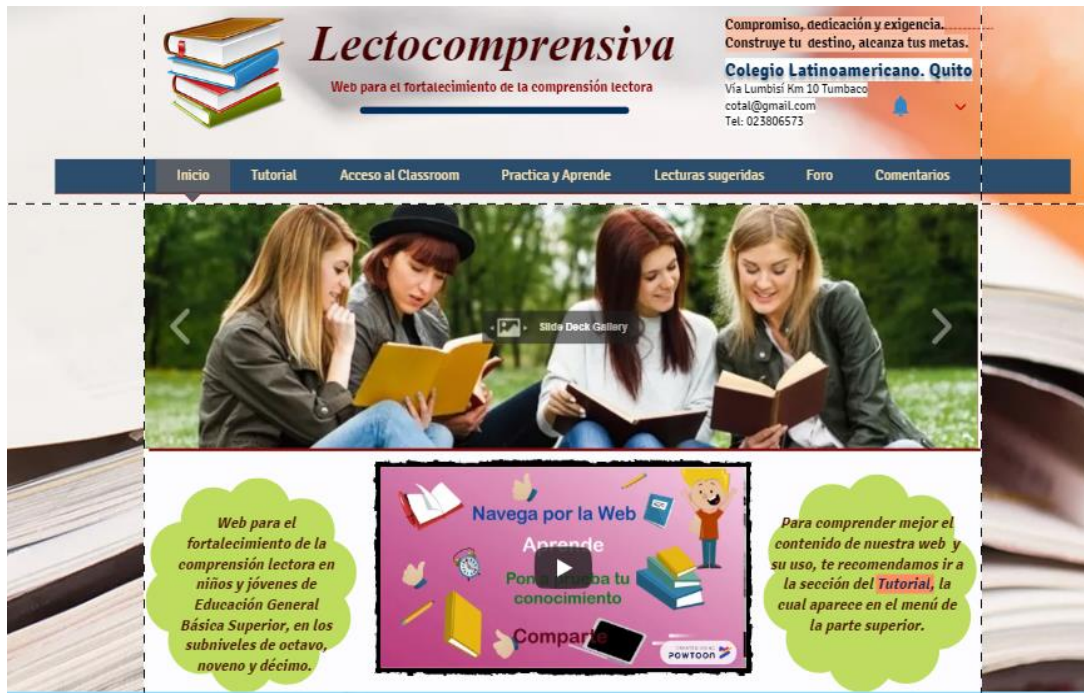 Lectocomprensiva
Web para el fortalecimiento de la comprensión lectora
Compromiso, dedicación y exigencia.
Construye tu destino, alcanza tus metas.
Colegio Latinoamericano. Quito
Vía Lumbisí Km 10 Tumbaco
cotal@gmail.com
Tel: 023806573
Inicio Tutorial Acceso al Classroom Practica y Aprende Lecturas sugeridas Foro Comentarios
Slide Deck Gallery
Web para el
fortalecimiento de la
comprensión lectora en
niños y jóvenes de
Educación General
Básica Superior, en los
subniveles de octavo,
noveno y décimo.
Navega por la Web
Aprende
Pon a prueba tu
conocimiento
Comparte
POWTOON
Para comprender mejor el
contenido de nuestra web y
su uso, te recomendamos ir a
la sección del Tutorial, la
cual aparece en el menú de
la parte superior.